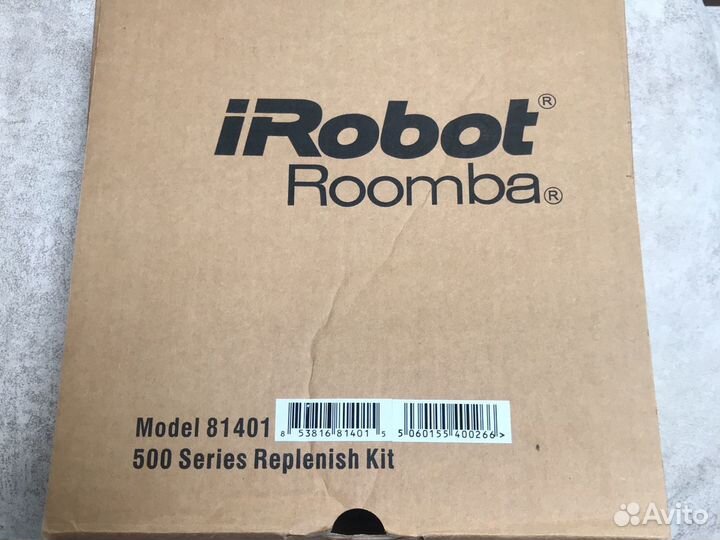 iRobot®
Roomba®
Model 81401
8 53816 81401 5
5 060155 400266 >
500 Series Replenish Kit
Avito